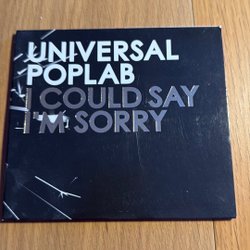 UNIVERSAL
POPLAB
I COULD SAY
I'M SORRY